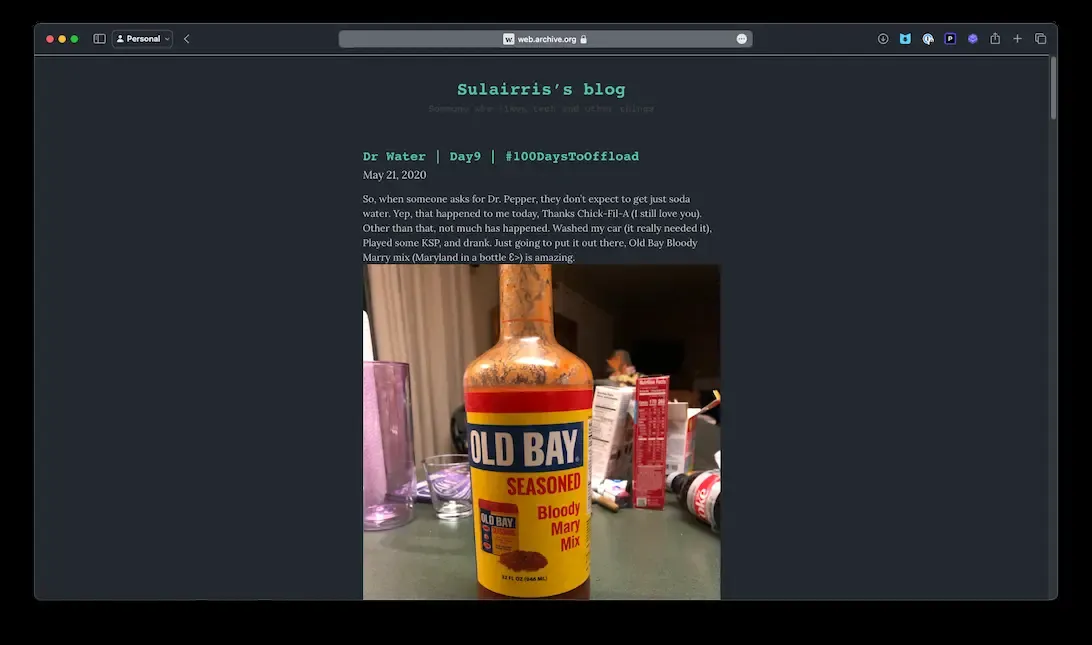 Personal
web.archive.org
Sulairris's blog
Someone who likes tech and other things
Dr Water | Day9 | #100DaysToOffload
May 21, 2020
So, when someone asks for Dr. Pepper, they don't expect to get just soda
water. Yep, that happened to me today, Thanks Chick-Fil-A (I still love you).
Other than that, not much has happened. Washed my car (it really needed it),
Played some KSP, and drank. Just going to put it out there, Old Bay Bloody
Marry mix (Maryland in a bottle Ɛ>) is amazing.
OLD BAY
SEASONED
Bloody
Mary
Mix
OLD BAY
32 FL OZ (946 ML)
Nutrition Facts